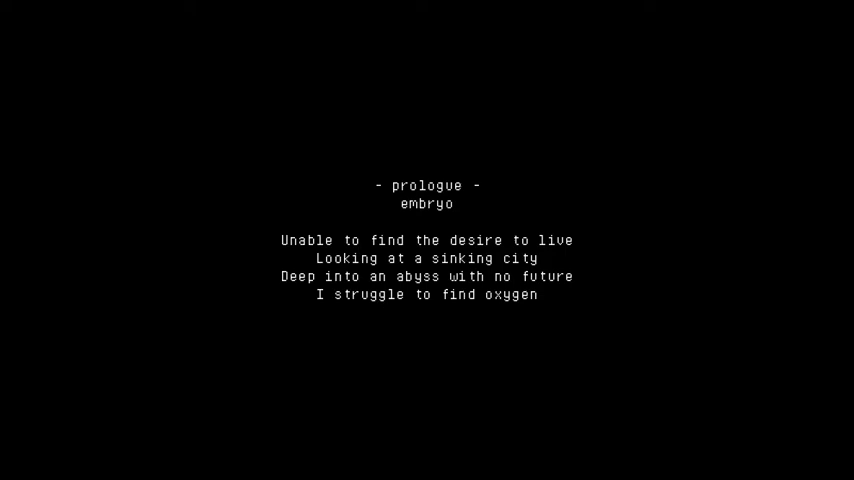 - prologue -
embryo
Unable to find the desire to live
Looking at a sinking city
Deep into an abyss with no future
I struggle to find oxygen